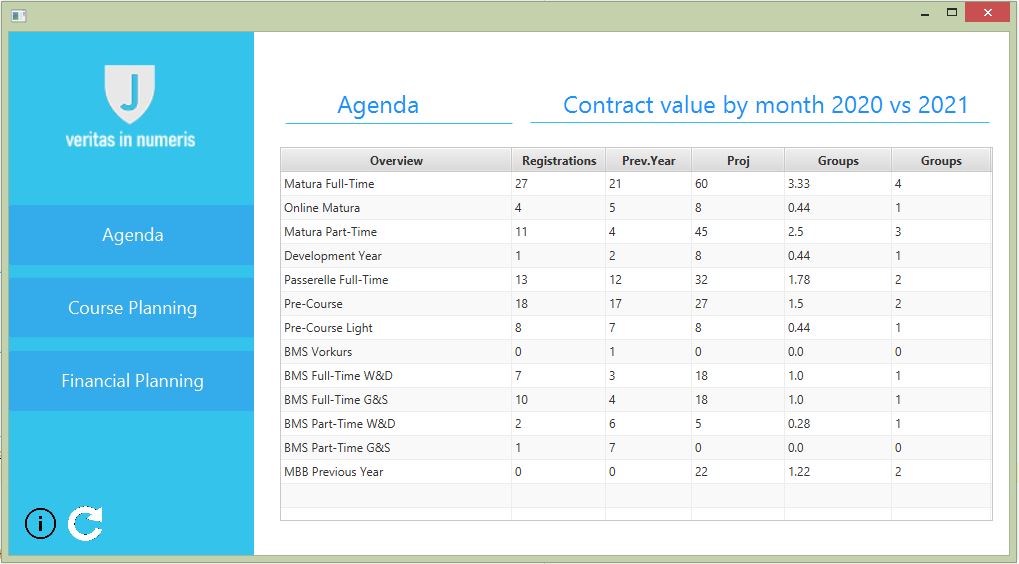 J
veritas in numeris
Agenda
Course Planning
Financial Planning
Agenda
Contract value by month 2020 vs 2021
Overview Registrations Prev.Year Proj Groups Groups
Matura Full-Time 27 21 60 3.33 4
Online Matura 4 5 8 0.44 1
Matura Part-Time 11 4 45 2.5 3
Development Year 1 2 8 0.44 1
Passerelle Full-Time 13 12 32 1.78 2
Pre-Course 18 17 27 1.5 2
Pre-Course Light 8 7 8 0.44 1
BMS Vorkurs 0 1 0 0.0 0
BMS Full-Time W&D 7 3 18 1.0 1
BMS Full-Time G&S 10 4 18 1.0 1
BMS Part-Time W&D 2 6 5 0.28 1
BMS Part-Time G&S 1 7 0 0.0 0
MBB Previous Year 0 0 22 1.22 2